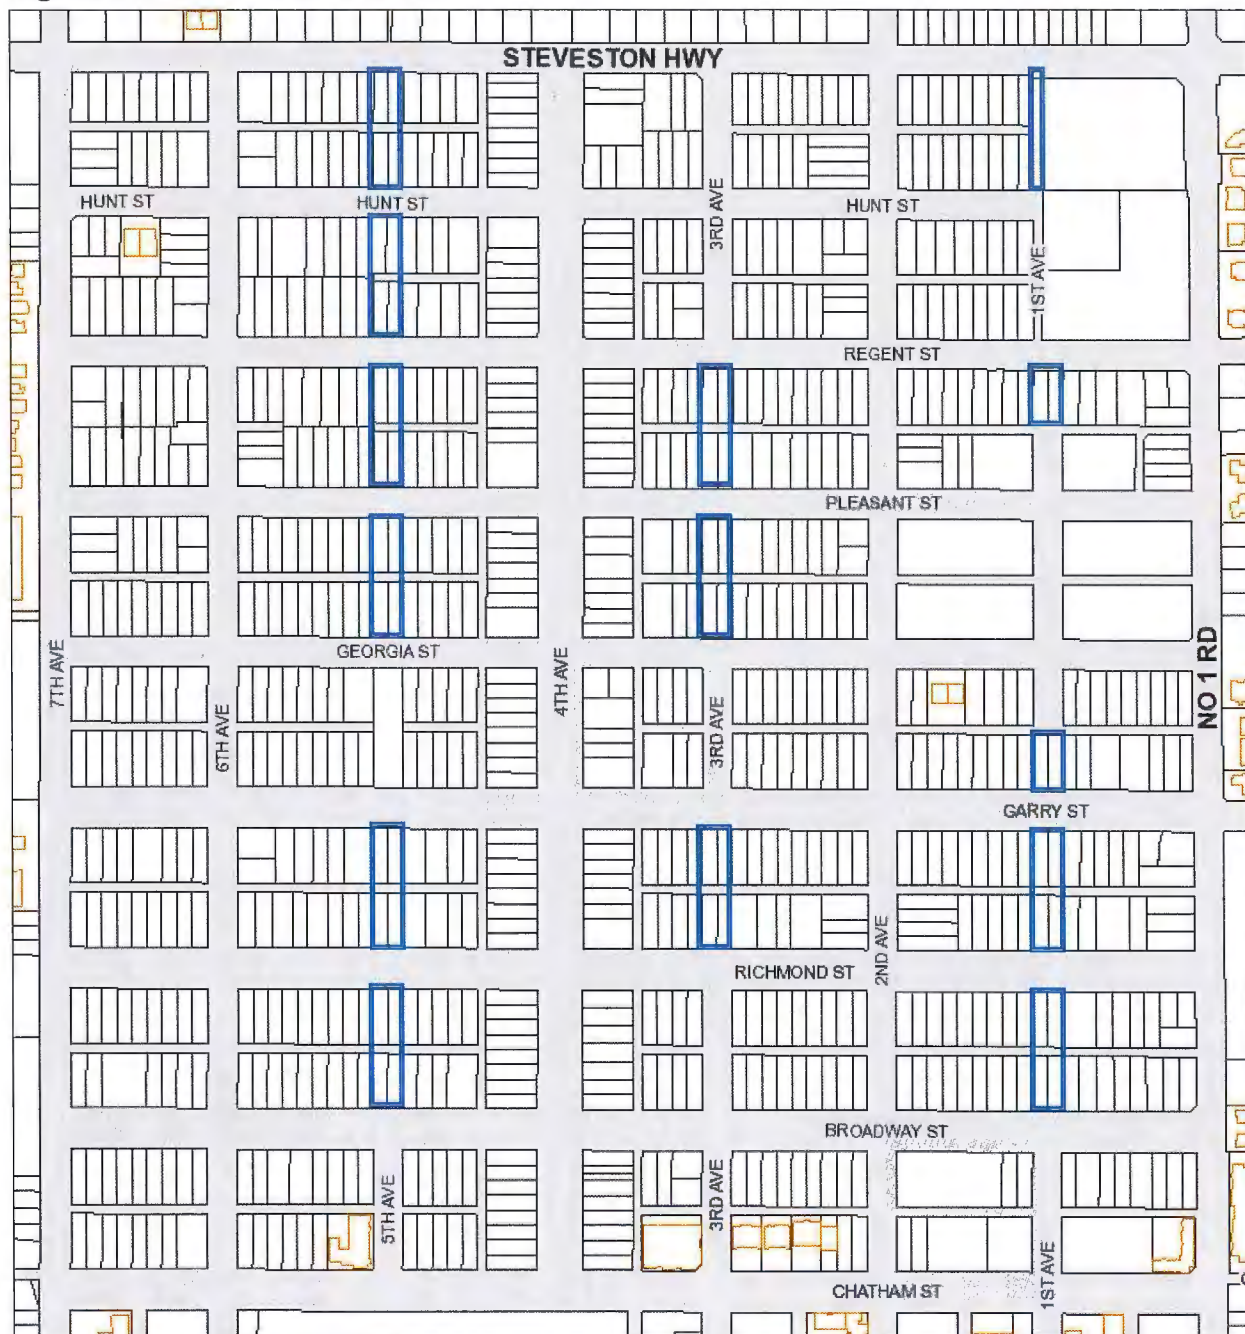 STEVESTON HWY
HUNT ST
HUNT ST
HUNT ST
3RD AVE
1ST AVE
REGENT ST
PLEASANT ST
GEORGIA ST
7TH AVE
6TH AVE
4TH AVE
3RD AVE
NO 1 RD
GARRY ST
2ND AVE
RICHMOND ST
BROADWAY ST
5TH AVE
3RD AVE
1ST AVE
CHATHAM ST